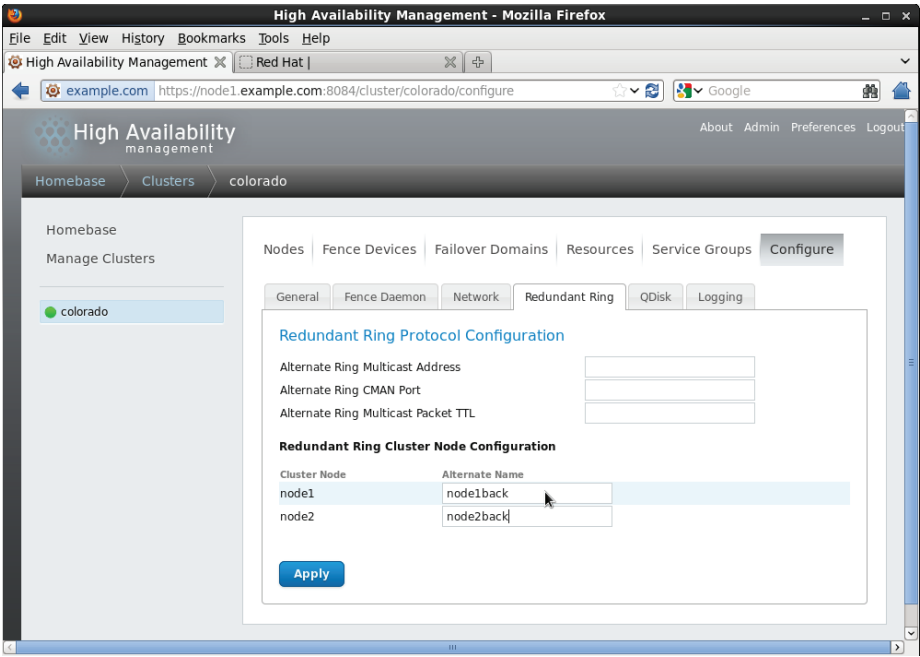 High Availability Management - Mozilla Firefox
File Edit View History Bookmarks Tools Help
High Availability Management Red Hat |
example.com https://node1.example.com:8084/cluster/colorado/configure Google
High Availability
management
About Admin Preferences Logout
Homebase Clusters colorado
Homebase
Manage Clusters
colorado
Nodes Fence Devices Failover Domains Resources Service Groups Configure
General Fence Daemon Network Redundant Ring QDisk Logging
Redundant Ring Protocol Configuration
Alternate Ring Multicast Address
Alternate Ring CMAN Port
Alternate Ring Multicast Packet TTL
Redundant Ring Cluster Node Configuration
Cluster Node Alternate Name
node1 node1back
node2 node2back
Apply